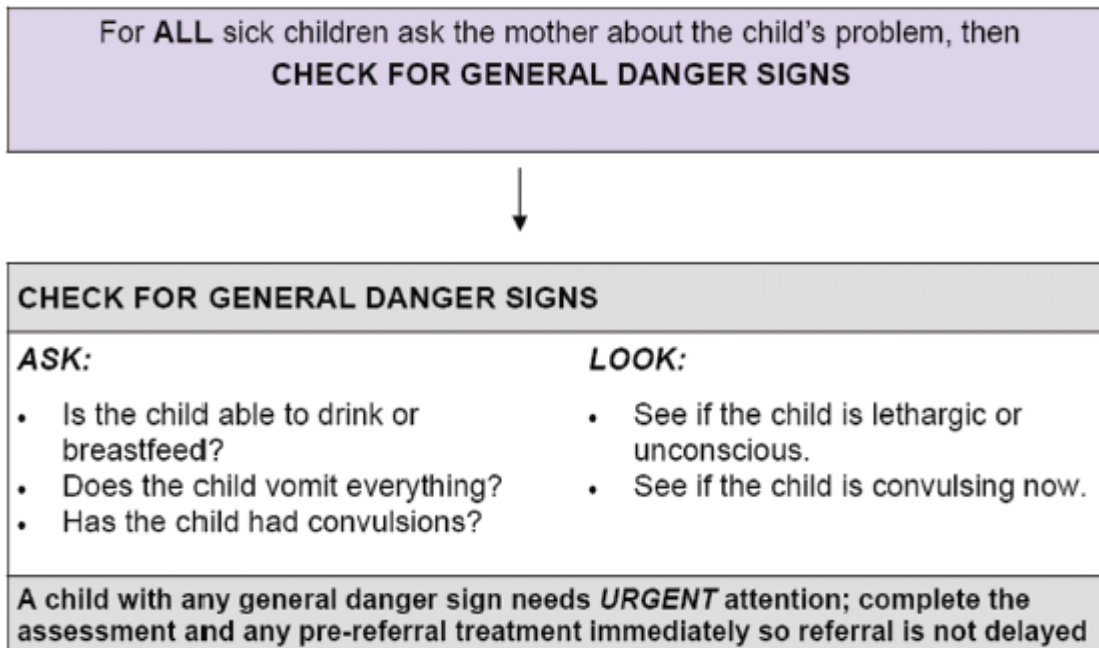 For ALL sick children ask the mother about the child's problem, then
CHECK FOR GENERAL DANGER SIGNS
CHECK FOR GENERAL DANGER SIGNS
ASK:
• Is the child able to drink or
breastfeed?
• Does the child vomit everything?
• Has the child had convulsions?
LOOK:
• See if the child is lethargic or
unconscious.
• See if the child is convulsing now.
A child with any general danger sign needs URGENT attention; complete the
assessment and any pre-referral treatment immediately so referral is not delayed